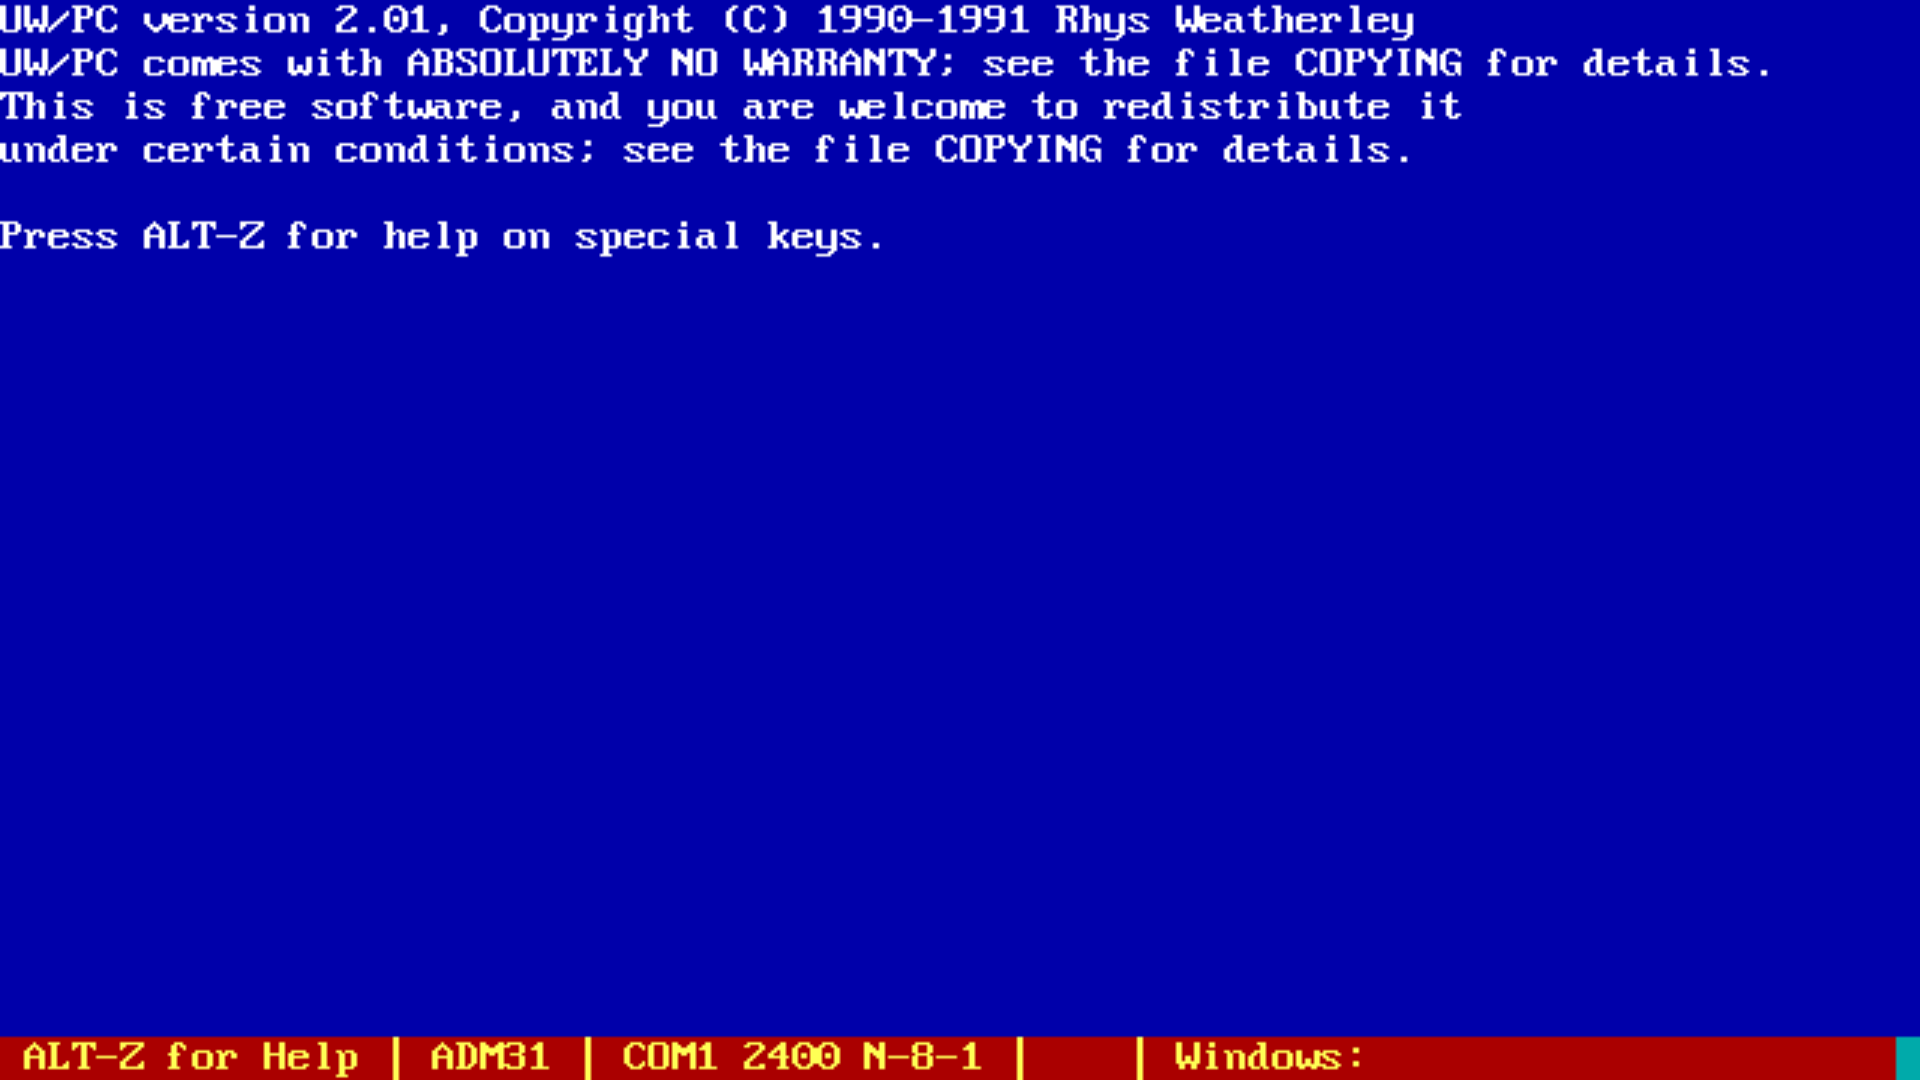 UW/PC version 2.01, Copyright (C) 1990-1991 Rhys Weatherley
UW/PC comes with ABSOLUTELY NO WARRANTY; see the file COPYING for details.
This is free software, and you are welcome to redistribute it
under certain conditions; see the file COPYING for details.
Press ALT-Z for help on special keys.
ALT-Z for Help | ADM31 | COM1 2400 N-8-1 | | Windows: